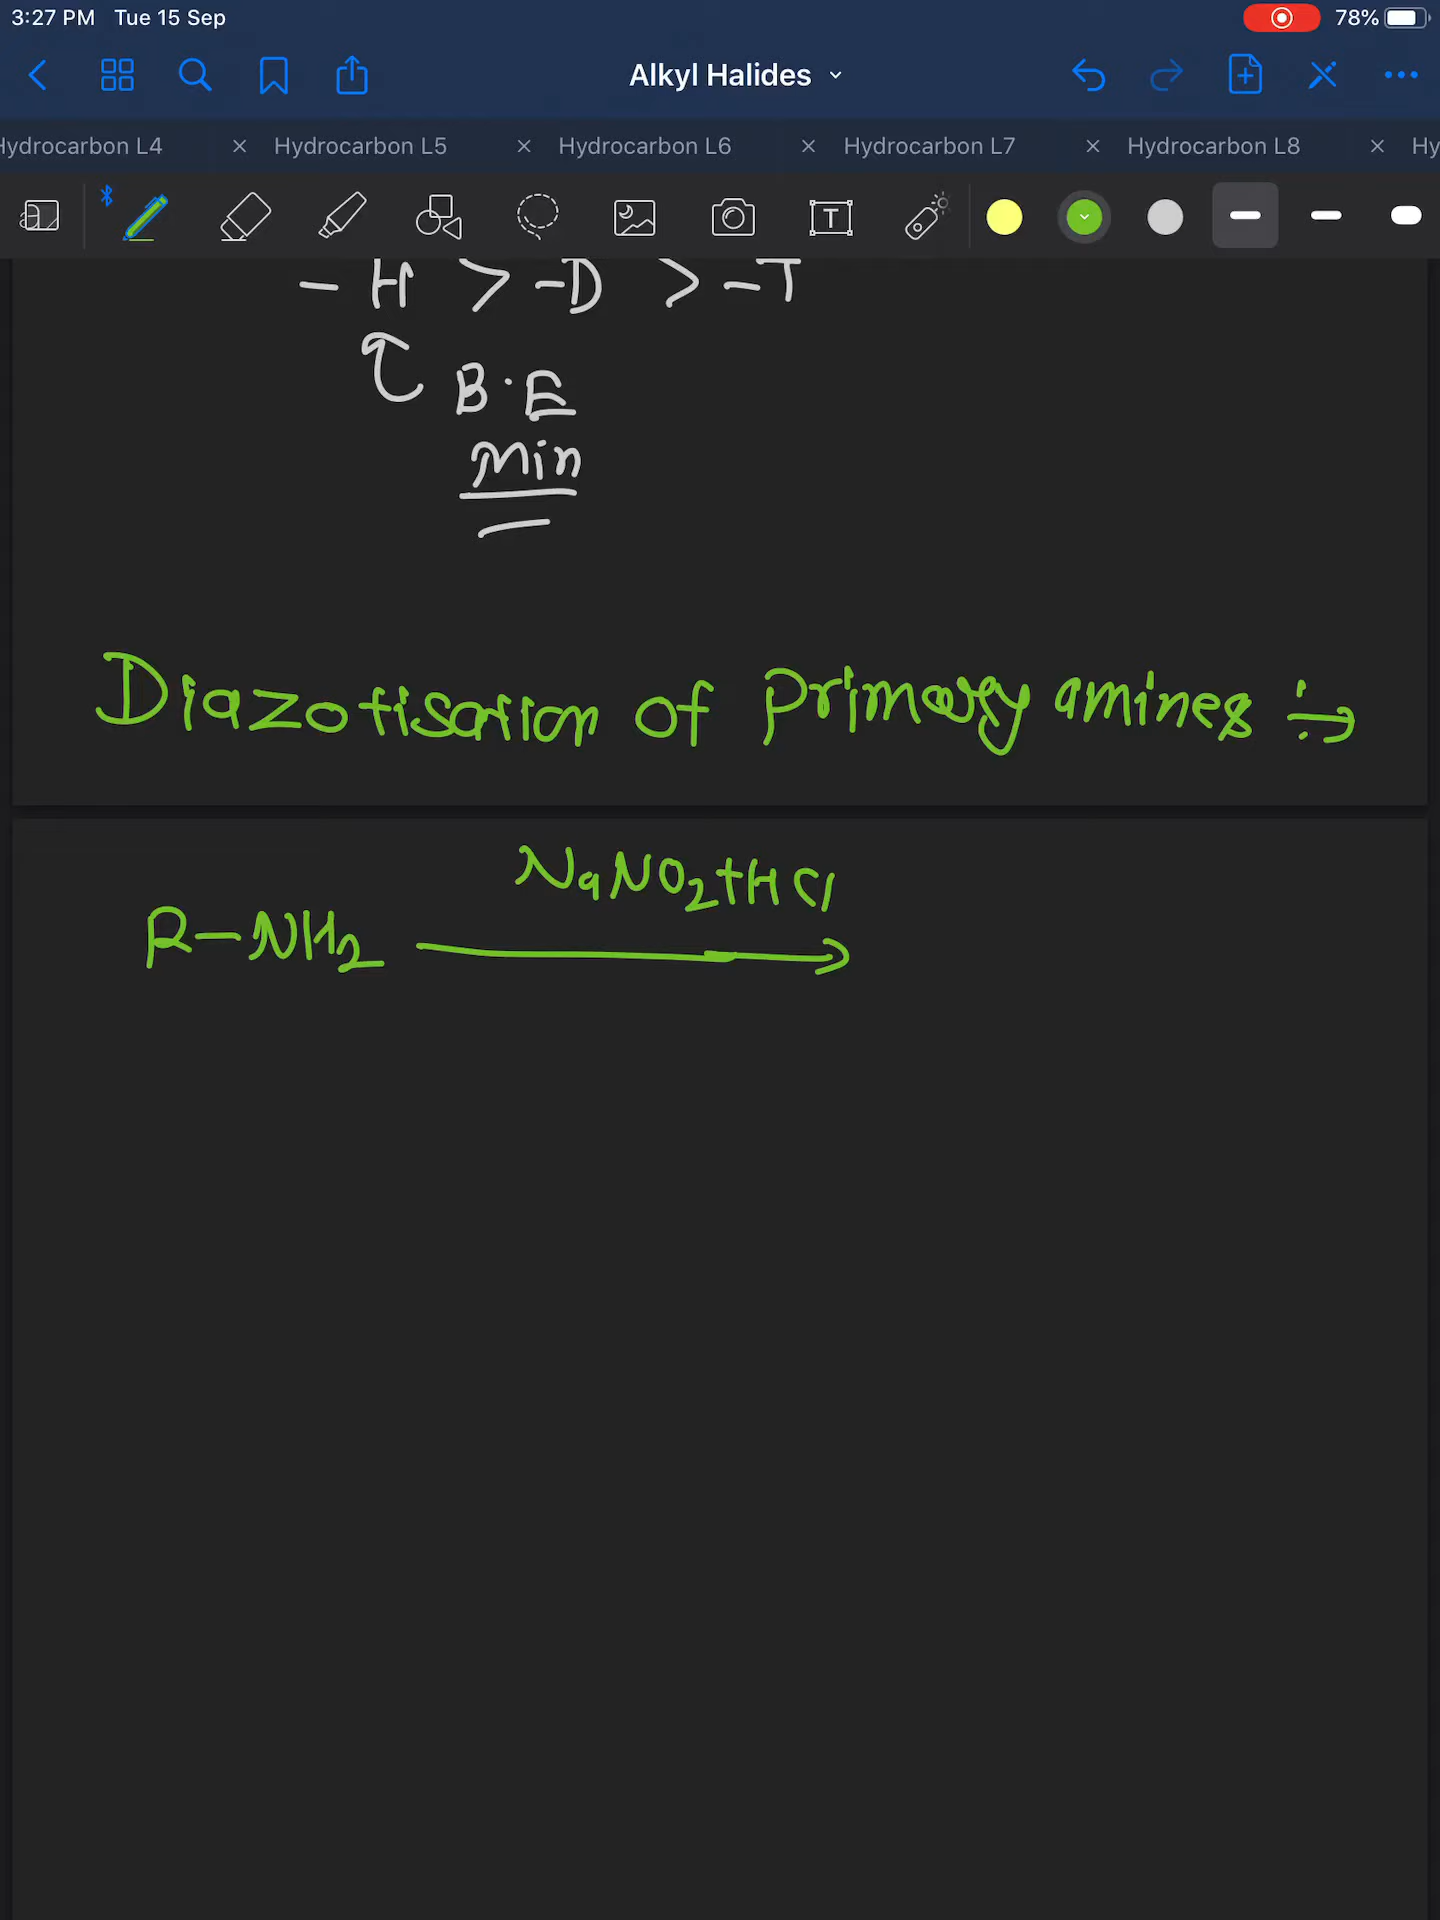 3:27 PM Tue 15 Sep 78%
Alkyl Halides
Hydrocarbon L4 × Hydrocarbon L5 × Hydrocarbon L6 × Hydrocarbon L7 × Hydrocarbon L8 × Hy
a T
-H > -D > -T
B.E
Min
Diazotisation of primary amines :→
NaNO2+HCl
R-NH2 →